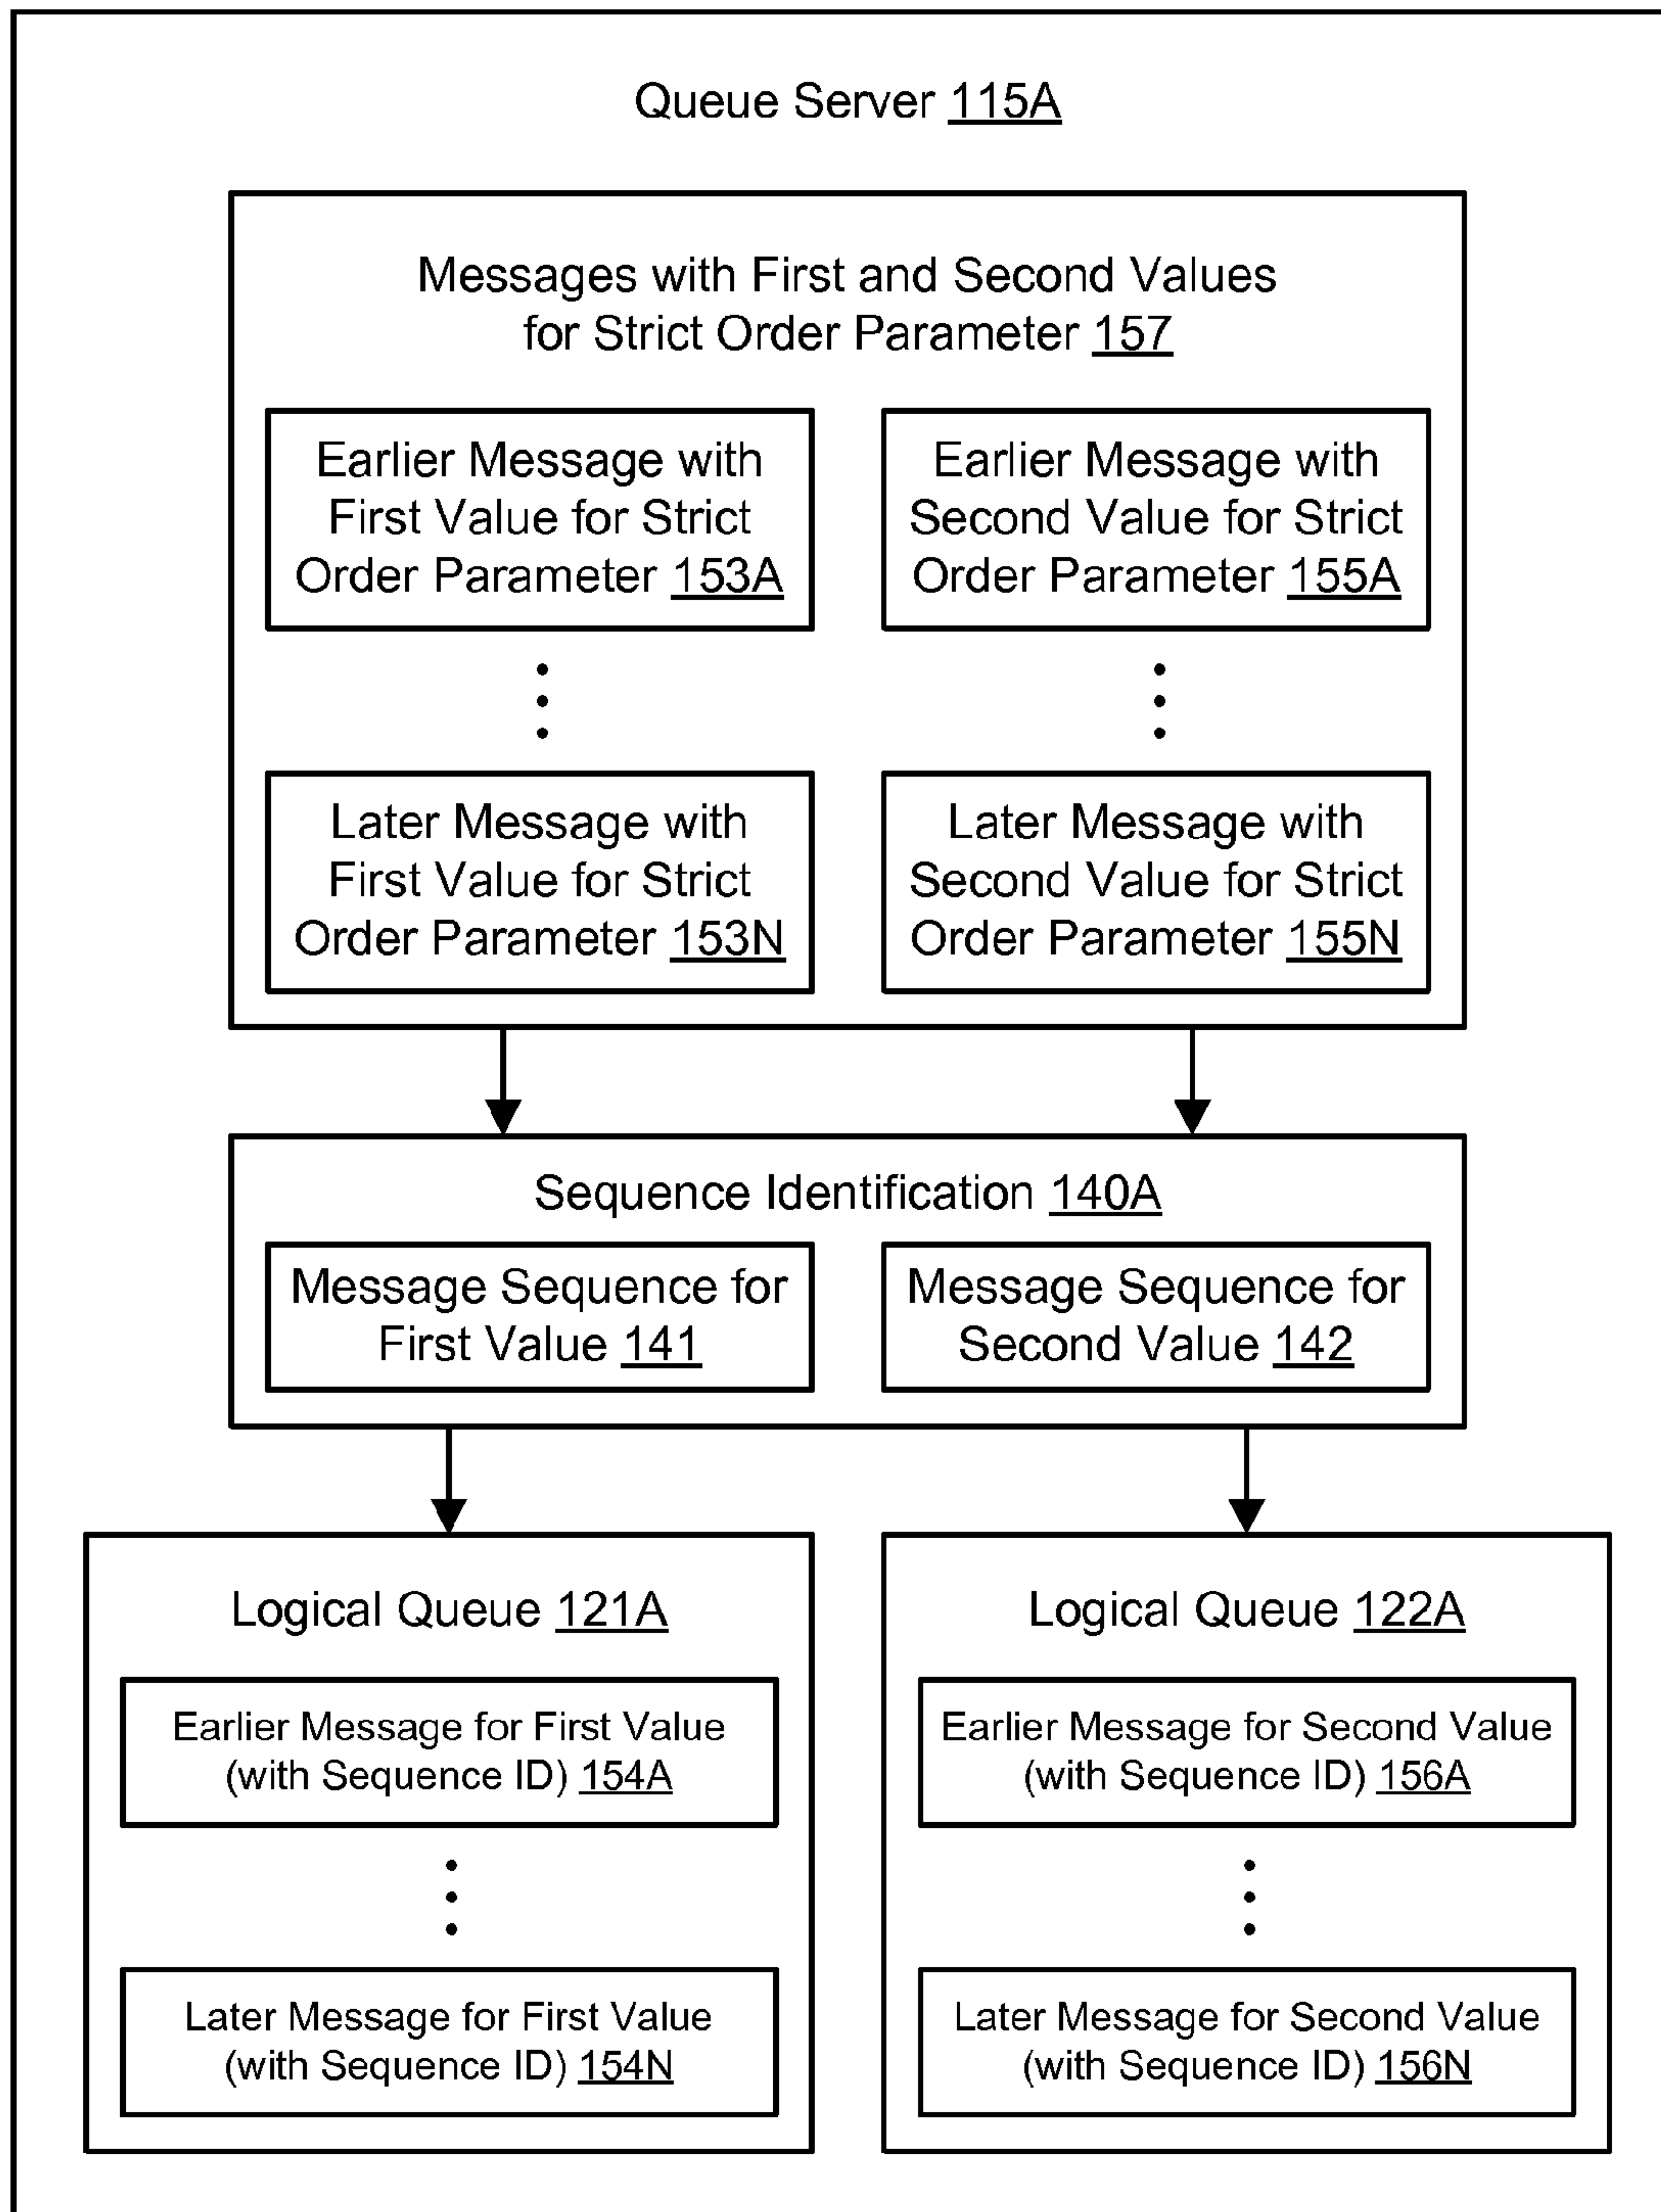 Queue Server 115A
Messages with First and Second Values
for Strict Order Parameter 157
Earlier Message with
First Value for Strict
Order Parameter 153A
Earlier Message with
Second Value for Strict
Order Parameter 155A
Later Message with
First Value for Strict
Order Parameter 153N
Later Message with
Second Value for Strict
Order Parameter 155N
Sequence Identification 140A
Message Sequence for
First Value 141
Message Sequence for
Second Value 142
Logical Queue 121A
Earlier Message for First Value
(with Sequence ID) 154A
Later Message for First Value
(with Sequence ID) 154N
Logical Queue 122A
Earlier Message for Second Value
(with Sequence ID) 156A
Later Message for Second Value
(with Sequence ID) 156N